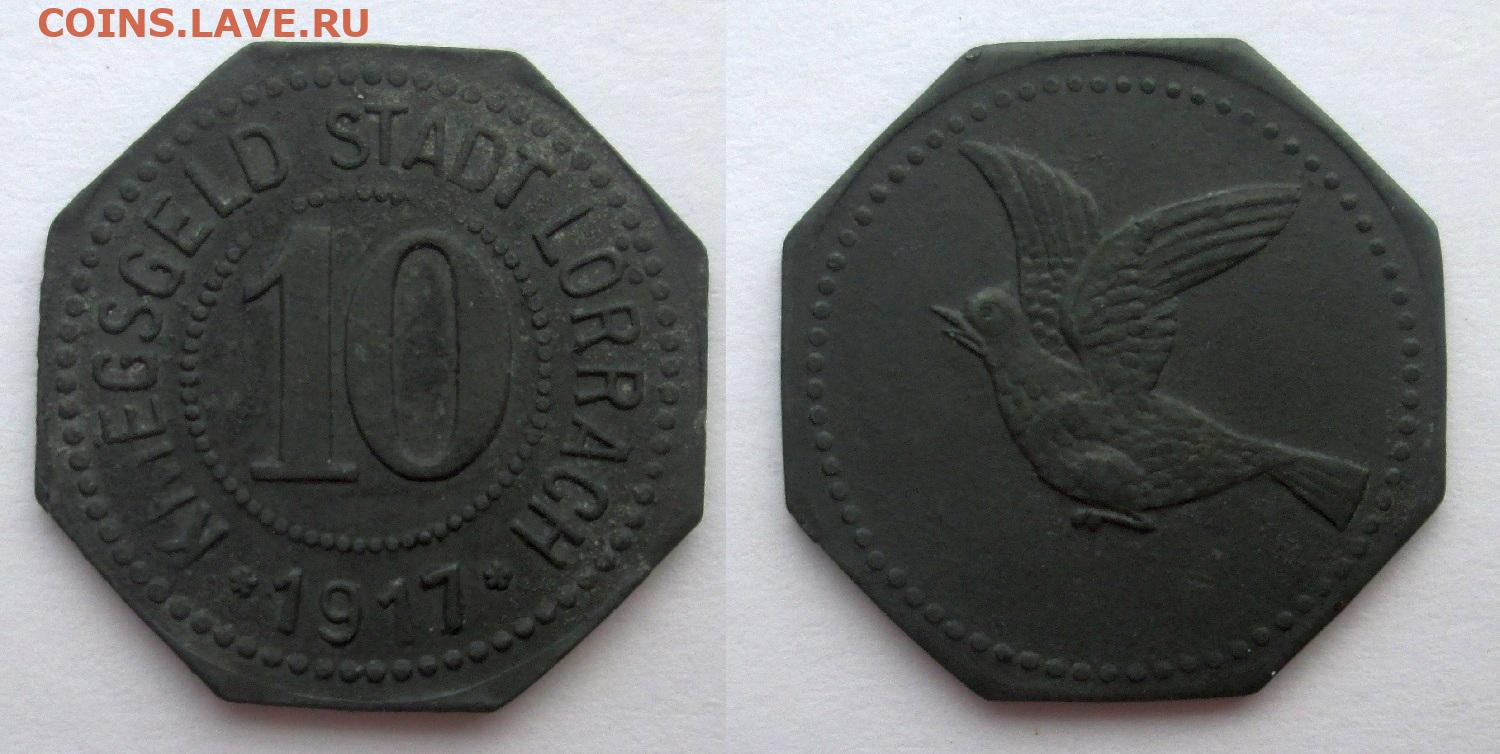 COINS.LAVE.RU
KRIEGSGELD STADT LÖRRACH
10
*1917*